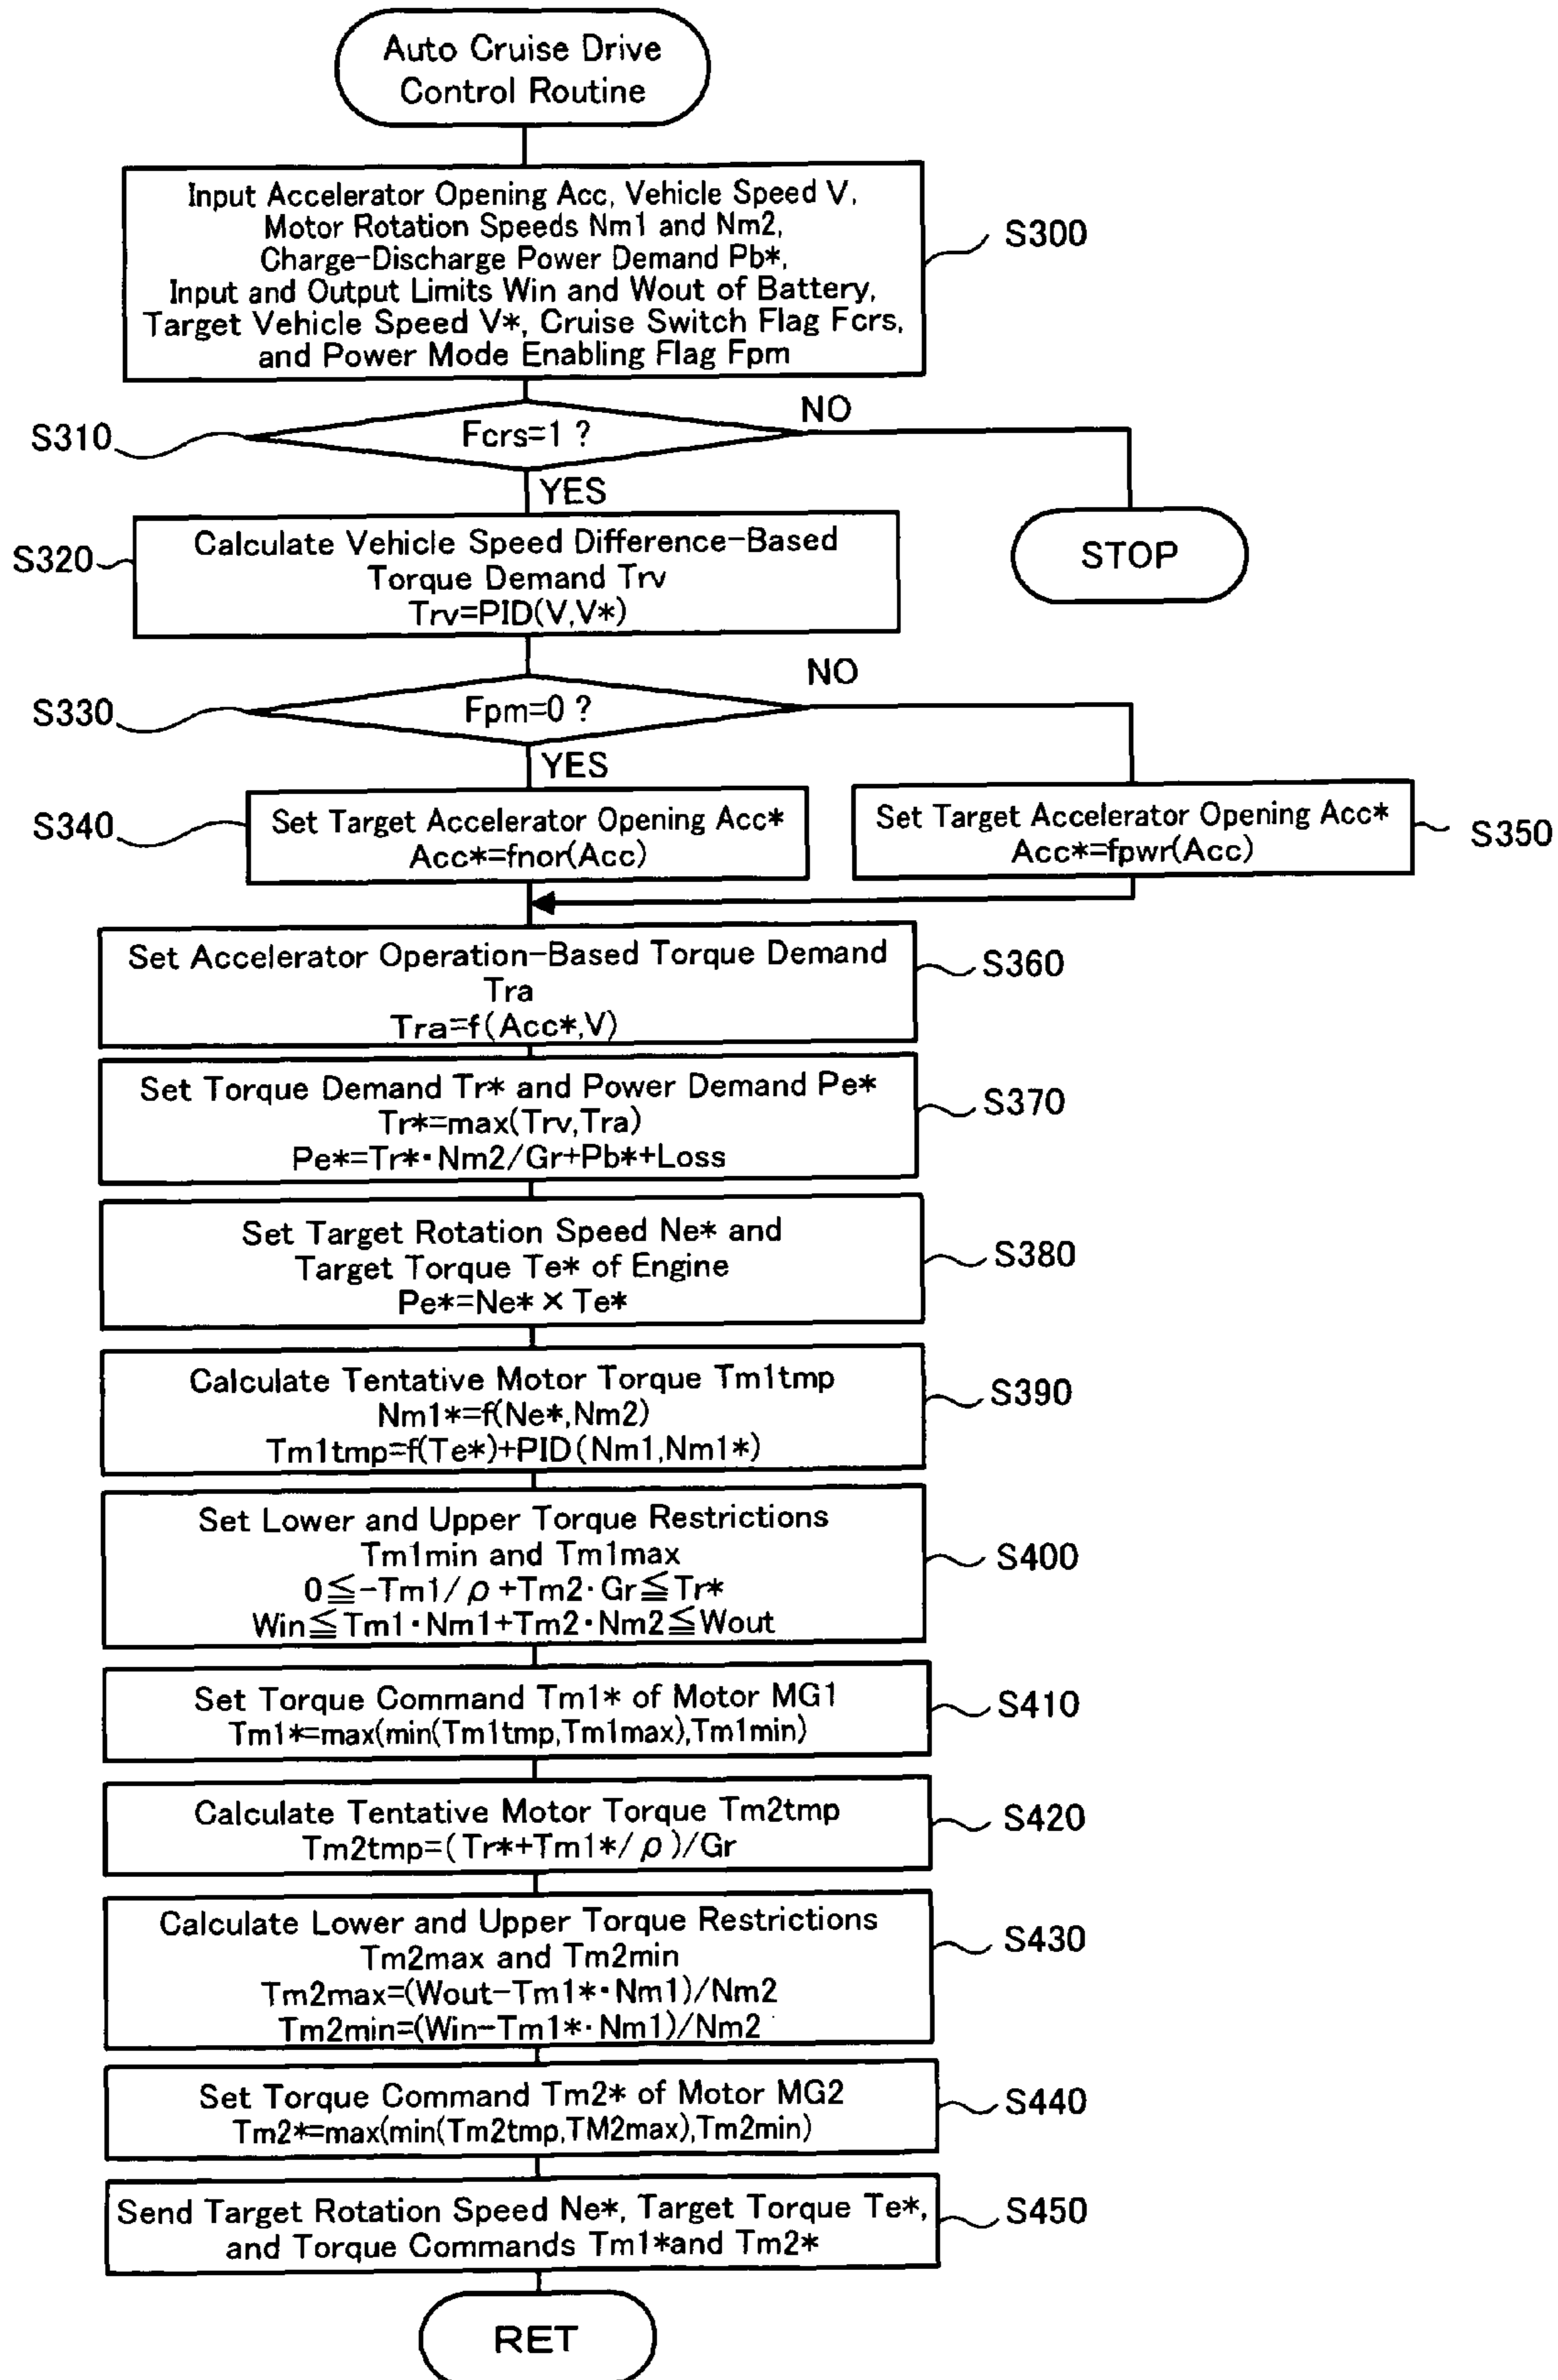 Auto Cruise Drive
Control Routine
Input Accelerator Opening Acc, Vehicle Speed V,
Motor Rotation Speeds Nm1 and Nm2,
Charge-Discharge Power Demand Pb*,
Input and Output Limits Win and Wout of Battery,
Target Vehicle Speed V*, Cruise Switch Flag Fcrs,
and Power Mode Enabling Flag Fpm
S300
S310
Fcrs=1 ?
NO
YES
STOP
S320
Calculate Vehicle Speed Difference-Based
Torque Demand Trv
Trv=PID(V,V*)
S330
Fpm=0 ?
NO
YES
S340
Set Target Accelerator Opening Acc*
Acc*=fnor(Acc)
Set Target Accelerator Opening Acc*
Acc*=fpwr(Acc)
S350
Set Accelerator Operation-Based Torque Demand
Tra
Tra=f(Acc*,V)
S360
Set Torque Demand Tr* and Power Demand Pe*
Tr*=max(Trv,Tra)
Pe*=Tr*·Nm2/Gr+Pb*+Loss
S370
Set Target Rotation Speed Ne* and
Target Torque Te* of Engine
Pe*=Ne*×Te*
S380
Calculate Tentative Motor Torque Tm1tmp
Nm1*=f(Ne*,Nm2)
Tm1tmp=f(Te*)+PID(Nm1,Nm1*)
S390
Set Lower and Upper Torque Restrictions
Tm1min and Tm1max
0≦-Tm1/ρ+Tm2·Gr≦Tr*
Win≦Tm1·Nm1+Tm2·Nm2≦Wout
S400
Set Torque Command Tm1* of Motor MG1
Tm1*=max(min(Tm1tmp,Tm1max),Tm1min)
S410
Calculate Tentative Motor Torque Tm2tmp
Tm2tmp=(Tr*+Tm1*/ρ)/Gr
S420
Calculate Lower and Upper Torque Restrictions
Tm2max and Tm2min
Tm2max=(Wout-Tm1*·Nm1)/Nm2
Tm2min=(Win-Tm1*·Nm1)/Nm2
S430
Set Torque Command Tm2* of Motor MG2
Tm2*=max(min(Tm2tmp,TM2max),Tm2min)
S440
Send Target Rotation Speed Ne*, Target Torque Te*,
and Torque Commands Tm1*and Tm2*
S450
RET